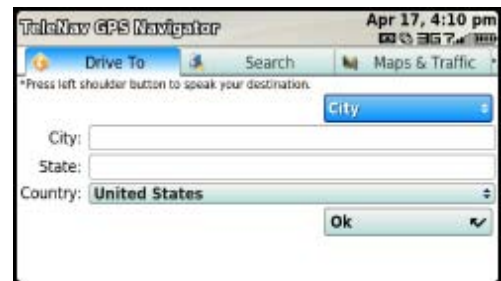 TeleNav GPS Navigator Apr 17, 4:10 pm
3G
Drive To Search Maps & Traffic
*Press left shoulder button to speak your destination.
City
City:
State:
Country: United States
Ok